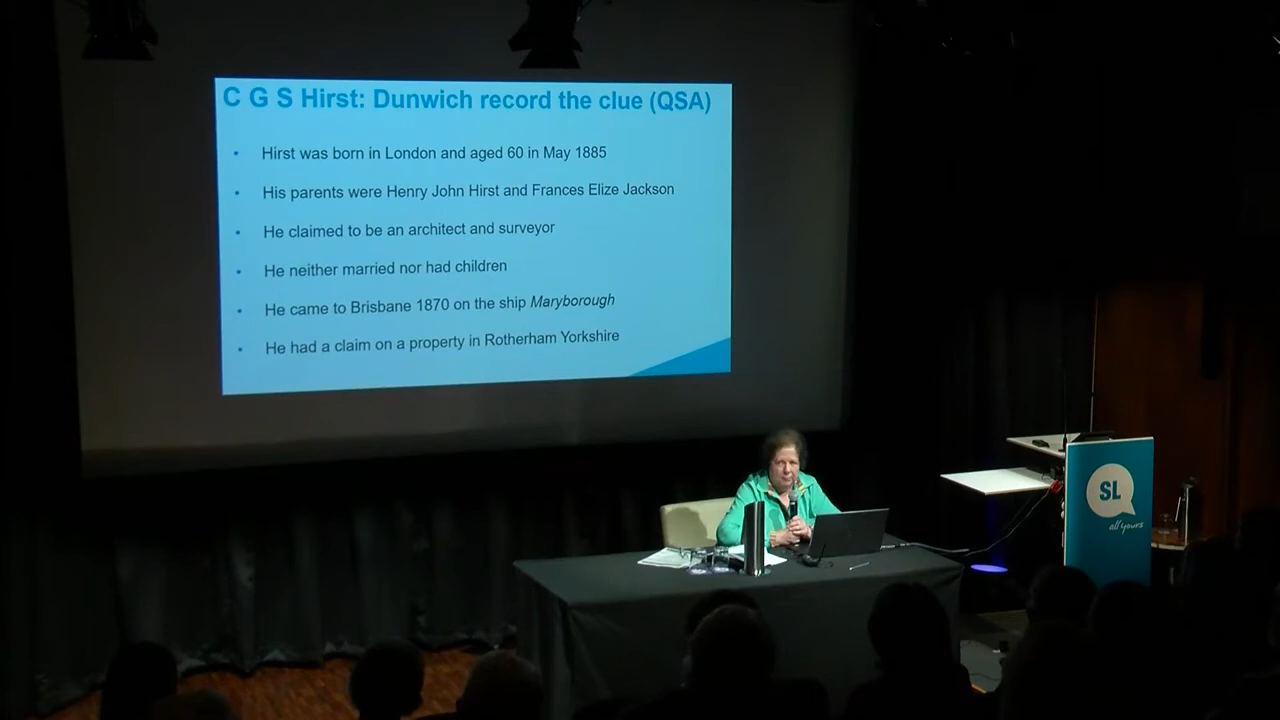 C G S Hirst: Dunwich record the clue (QSA)
• Hirst was born in London and aged 60 in May 1885
• His parents were Henry John Hirst and Frances Elize Jackson
• He claimed to be an architect and surveyor
• He neither married nor had children
• He came to Brisbane 1870 on the ship Maryborough
• He had a claim on a property in Rotherham Yorkshire
SL
all yours